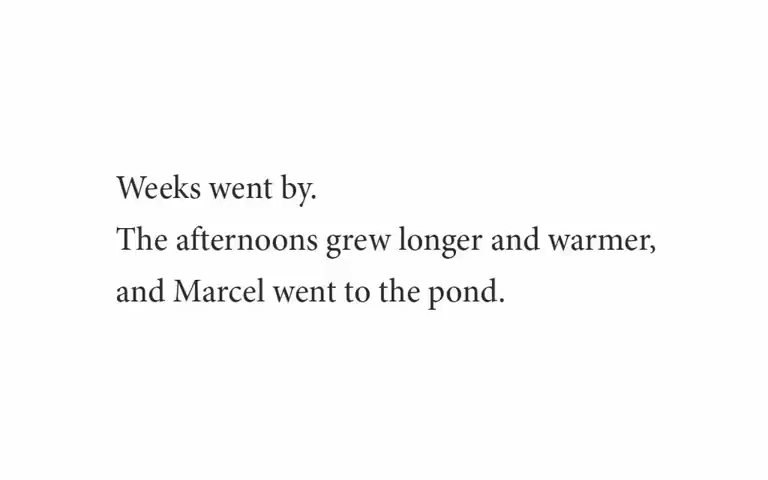 Weeks went by.
The afternoons grew longer and warmer,
and Marcel went to the pond.